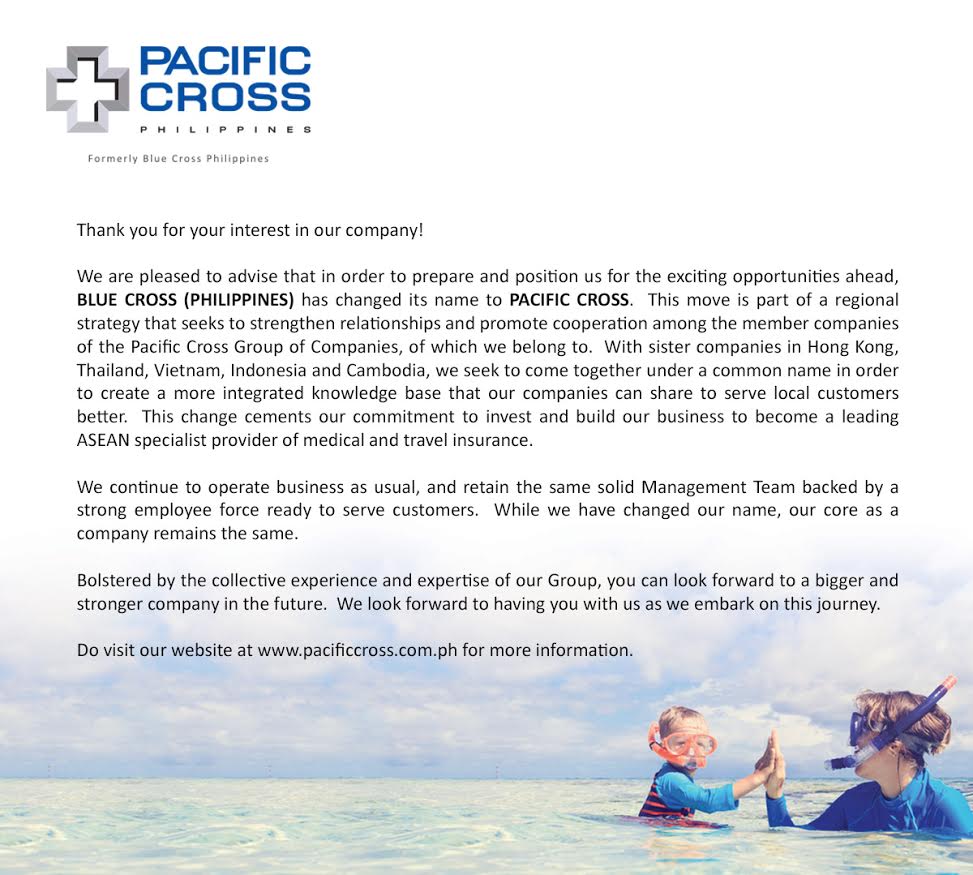 PACIFIC
CROSS
PHILIPPINES
Formerly Blue Cross Philippines
Thank you for your interest in our company!
We are pleased to advise that in order to prepare and position us for the exciting opportunities ahead,
BLUE CROSS (PHILIPPINES) has changed its name to PACIFIC CROSS.  This move is part of a regional
strategy that seeks to strengthen relationships and promote cooperation among the member companies
of the Pacific Cross Group of Companies, of which we belong to.  With sister companies in Hong Kong,
Thailand, Vietnam, Indonesia and Cambodia, we seek to come together under a common name in order
to create a more integrated knowledge base that our companies can share to serve local customers
better.  This change cements our commitment to invest and build our business to become a leading
ASEAN specialist provider of medical and travel insurance.
We continue to operate business as usual, and retain the same solid Management Team backed by a
strong employee force ready to serve customers.  While we have changed our name, our core as a
company remains the same.
Bolstered by the collective experience and expertise of our Group, you can look forward to a bigger and
stronger company in the future.  We look forward to having you with us as we embark on this journey.
Do visit our website at www.pacificcross.com.ph for more information.